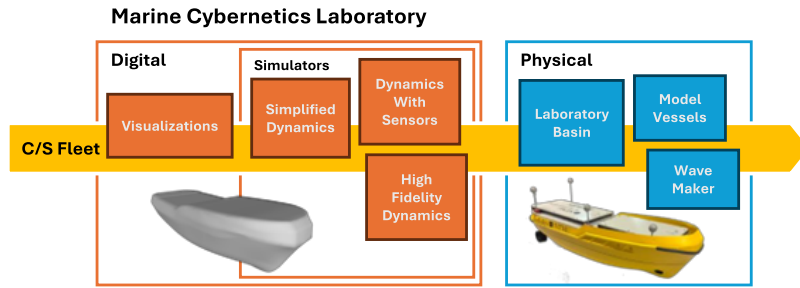 Marine Cybernetics Laboratory
Digital
Simulators
Physical
C/S Fleet
Visualizations
Simplified
Dynamics
Dynamics
With
Sensors
High
Fidelity
Dynamics
Laboratory
Basin
Model
Vessels
Wave
Maker